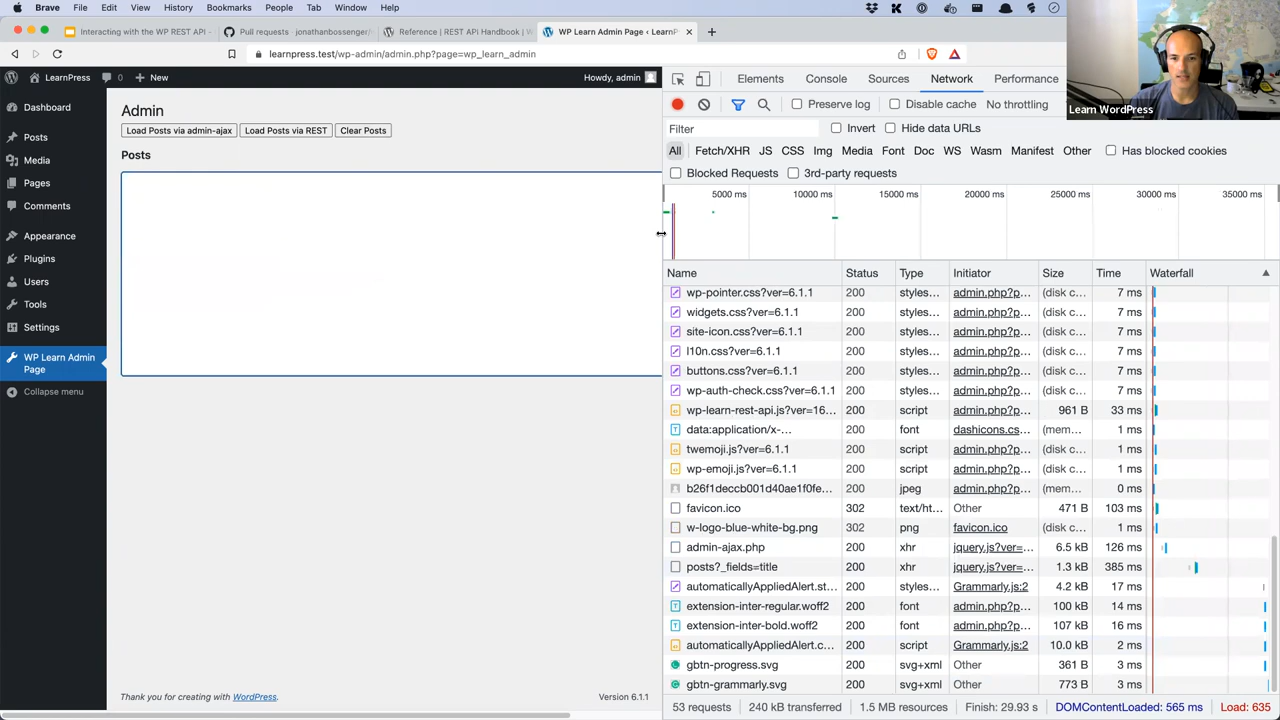 Brave File Edit View History Bookmarks People Tab Window Help
Interacting with the WP REST API -
Pull requests · jonathanbossenger/
Reference | REST API Handbook | W
WP Learn Admin Page ‹ LearnP
learnpress.test/wp-admin/admin.php?page=wp_learn_admin
LearnPress 0 New Howdy, admin
Dashboard
Posts
Media
Pages
Comments
Appearance
Plugins
Users
Tools
Settings
WP Learn Admin
Page
Collapse menu
Admin
Load Posts via admin-ajax Load Posts via REST Clear Posts
Posts
Thank you for creating with WordPress. Version 6.1.1
Elements Console Sources Network Performance
Preserve log Disable cache No throttling
Filter Invert Hide data URLs
All Fetch/XHR JS CSS Img Media Font Doc WS Wasm Manifest Other Has blocked cookies
Blocked Requests 3rd-party requests
5000 ms 10000 ms 15000 ms 20000 ms 25000 ms 30000 ms 35000 ms
Name Status Type Initiator Size Time Waterfall
wp-pointer.css?ver=6.1.1 200 styles... admin.php?p... (disk c... 7 ms
widgets.css?ver=6.1.1 200 styles... admin.php?p... (disk c... 7 ms
site-icon.css?ver=6.1.1 200 styles... admin.php?p... (disk c... 7 ms
l10n.css?ver=6.1.1 200 styles... admin.php?p... (disk c... 7 ms
buttons.css?ver=6.1.1 200 styles... admin.php?p... (disk c... 7 ms
wp-auth-check.css?ver=6.1.1 200 styles... admin.php?p... (disk c... 7 ms
wp-learn-rest-api.js?ver=16... 200 script admin.php?p... 961 B 33 ms
data:application/x-... 200 font dashicons.cs... (mem... 1 ms
twemoji.js?ver=6.1.1 200 script admin.php?p... (mem... 1 ms
wp-emoji.js?ver=6.1.1 200 script admin.php?p... (mem... 1 ms
b26f1deccb001d40ae1f0fe... 200 jpeg admin.php?p... (mem... 0 ms
favicon.ico 302 text/ht... Other 471 B 103 ms
w-logo-blue-white-bg.png 302 png favicon.ico (disk c... 1 ms
admin-ajax.php 200 xhr jquery.js?ver=... 6.5 kB 126 ms
posts?_fields=title 200 xhr jquery.js?ver=... 1.3 kB 385 ms
automaticallyAppliedAlert.st... 200 styles... Grammarly.js:2 4.2 kB 17 ms
extension-inter-regular.woff2 200 font admin.php?p... 100 kB 14 ms
extension-inter-bold.woff2 200 font admin.php?p... 107 kB 16 ms
automaticallyAppliedAlert.c... 200 script Grammarly.js:2 10.0 kB 2 ms
gbtn-progress.svg 200 svg+xml Other 361 B 3 ms
gbtn-grammarly.svg 200 svg+xml Other 773 B 3 ms
53 requests 240 kB transferred 1.5 MB resources Finish: 29.93 s DOMContentLoaded: 565 ms Load: 635
Learn WordPress